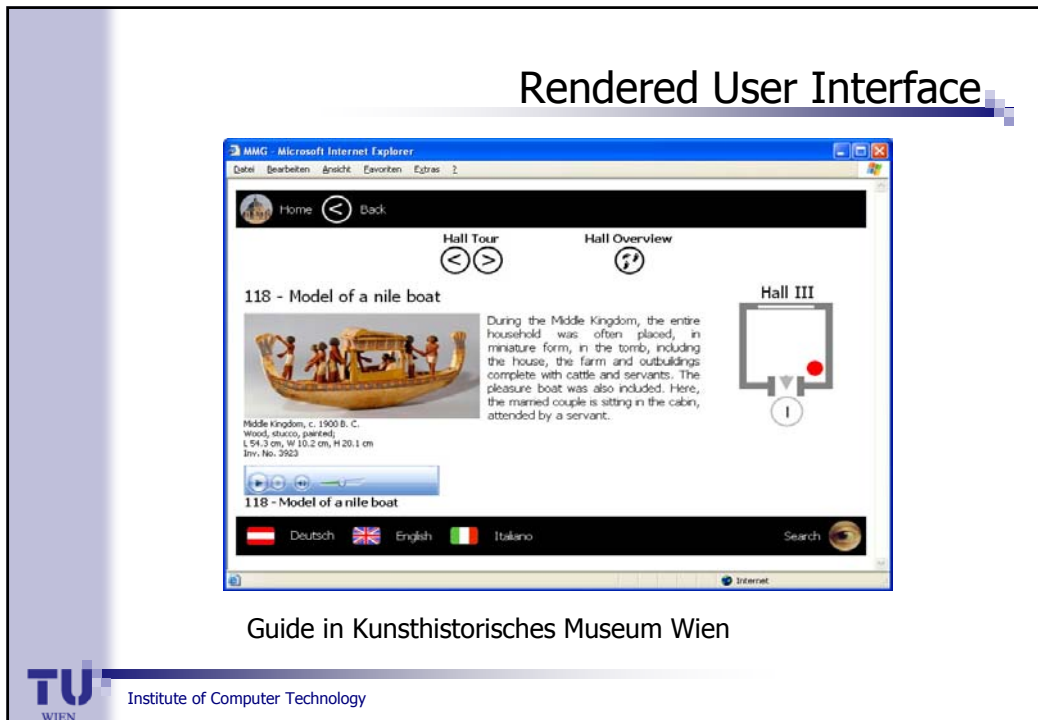 Rendered User Interface
MMG - Microsoft Internet Explorer
Datei Bearbeiten Ansicht Favoriten Extras ?
Home < Back
Hall Tour
< >
Hall Overview
118 - Model of a nile boat
During the Middle Kingdom, the entire
household was often placed, in
miniature form, in the tomb, including
the house, the farm and outbuildings
complete with cattle and servants. The
pleasure boat was also included. Here,
the married couple is sitting in the cabin,
attended by a servant.
Hall III
I
Middle Kingdom, c. 1900 B. C.
Wood, stucco, painted;
L 54.3 cm, W 10.2 cm, H 20.1 cm
Inv. No. 3923
118 - Model of a nile boat
Deutsch English Italiano Search
Internet
Guide in Kunsthistorisches Museum Wien
TU
WIEN
Institute of Computer Technology